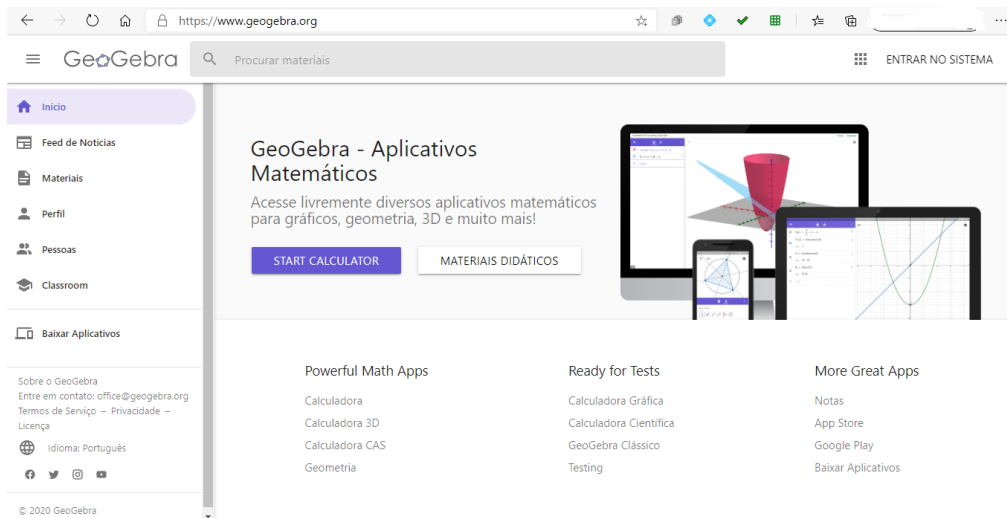 https://www.geogebra.org
GeoGebra
Procurar materiais
ENTRAR NO SISTEMA
Início
Feed de Notícias
Materiais
Perfil
Pessoas
Classroom
Baixar Aplicativos
Sobre o GeoGebra
Entre em contato: office@geogebra.org
Termos de Serviço – Privacidade –
Licença
Idioma: Português
© 2020 GeoGebra
GeoGebra - Aplicativos
Matemáticos
Acesse livremente diversos aplicativos matemáticos
para gráficos, geometria, 3D e muito mais!
START CALCULATOR
MATERIAIS DIDÁTICOS
Powerful Math Apps
Calculadora
Calculadora 3D
Calculadora CAS
Geometria
Ready for Tests
Calculadora Gráfica
Calculadora Científica
GeoGebra Clássico
Testing
More Great Apps
Notas
App Store
Google Play
Baixar Aplicativos